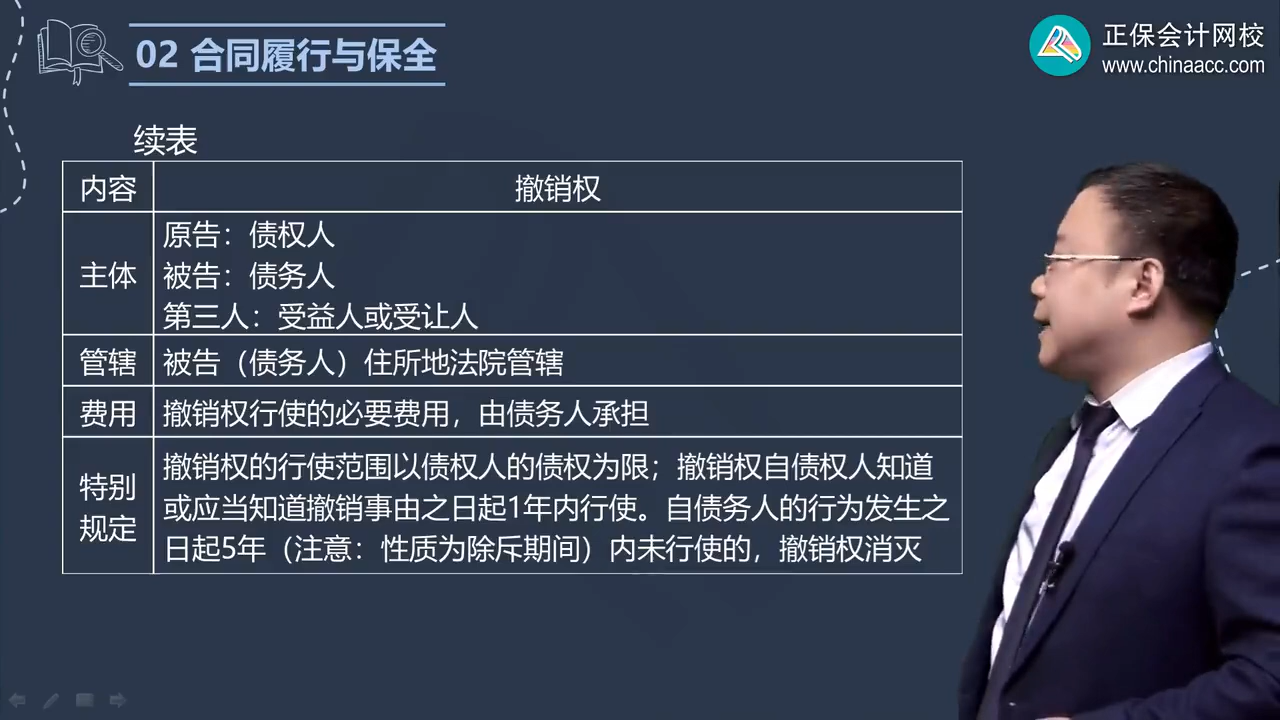 02 合同履行与保全
正保会计网校
www.chinaacc.com
续表
内容
撤销权
主体
原告：债权人
被告：债务人
第三人：受益人或受让人
管辖
被告（债务人）住所地法院管辖
费用
撤销权行使的必要费用，由债务人承担
特别
规定
撤销权的行使范围以债权人的债权为限；撤销权自债权人知道
或应当知道撤销事由之日起1年内行使。自债务人的行为发生之
日起5年（注意：性质为除斥期间）内未行使的，撤销权消灭